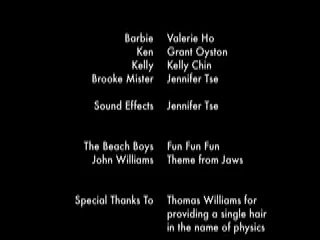 Barbie Valerie Ho
Ken Grant Oyston
Kelly Kelly Chin
Brooke Mister Jennifer Tse
Sound Effects Jennifer Tse
The Beach Boys Fun Fun Fun
John Williams Theme from Jaws
Special Thanks To Thomas Williams for
providing a single hair
in the name of physics